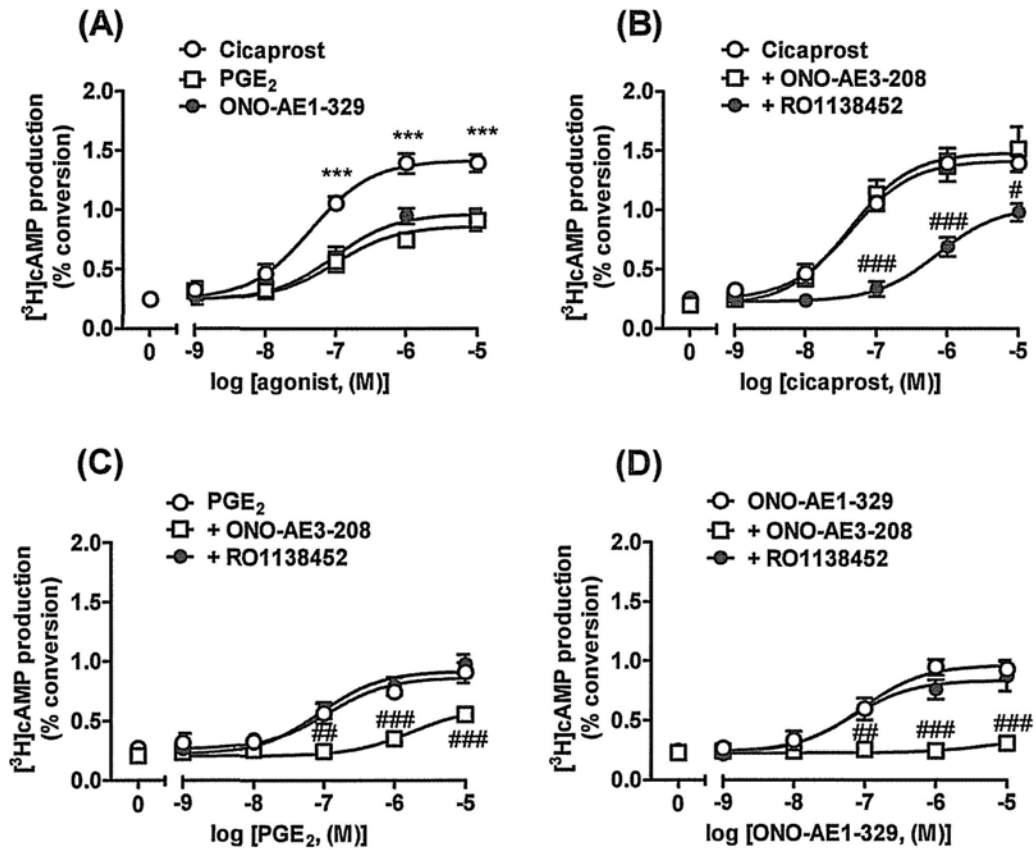 (A)
Cicaprost
PGE₂
ONO-AE1-329
[³H]cAMP production
(% conversion)
2.0
1.5
1.0
0.5
0.0
*** *** ***
0 -9 -8 -7 -6 -5
log [agonist, (M)]
(B)
Cicaprost
+ ONO-AE3-208
+ RO1138452
[³H]cAMP production
(% conversion)
2.0
1.5
1.0
0.5
0.0
### ### #
0 -9 -8 -7 -6 -5
log [cicaprost, (M)]
(C)
PGE₂
+ ONO-AE3-208
+ RO1138452
[³H]cAMP production
(% conversion)
2.0
1.5
1.0
0.5
0.0
## ### ###
0 -9 -8 -7 -6 -5
log [PGE₂, (M)]
(D)
ONO-AE1-329
+ ONO-AE3-208
+ RO1138452
[³H]cAMP production
(% conversion)
2.0
1.5
1.0
0.5
0.0
## ### ###
0 -9 -8 -7 -6 -5
log [ONO-AE1-329, (M)]